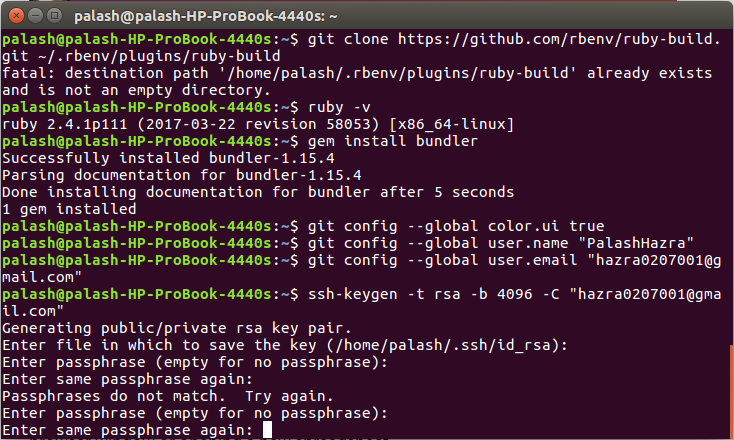 palash@palash-HP-ProBook-4440s: ~
palash@palash-HP-ProBook-4440s:~$ git clone https://github.com/rbenv/ruby-build.
git ~/.rbenv/plugins/ruby-build
fatal: destination path '/home/palash/.rbenv/plugins/ruby-build' already exists
and is not an empty directory.
palash@palash-HP-ProBook-4440s:~$ ruby -v
ruby 2.4.1p111 (2017-03-22 revision 58053) [x86_64-linux]
palash@palash-HP-ProBook-4440s:~$ gem install bundler
Successfully installed bundler-1.15.4
Parsing documentation for bundler-1.15.4
Done installing documentation for bundler after 5 seconds
1 gem installed
palash@palash-HP-ProBook-4440s:~$ git config --global color.ui true
palash@palash-HP-ProBook-4440s:~$ git config --global user.name "PalashHazra"
palash@palash-HP-ProBook-4440s:~$ git config --global user.email "hazra0207001@g
mail.com"
palash@palash-HP-ProBook-4440s:~$ ssh-keygen -t rsa -b 4096 -C "hazra0207001@gma
il.com"
Generating public/private rsa key pair.
Enter file in which to save the key (/home/palash/.ssh/id_rsa):
Enter passphrase (empty for no passphrase):
Enter same passphrase again:
Passphrases do not match.  Try again.
Enter passphrase (empty for no passphrase):
Enter same passphrase again: